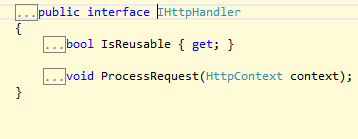 ...public interface IHttpHandler
{
...bool IsReusable { get; }
...void ProcessRequest(HttpContext context);
}